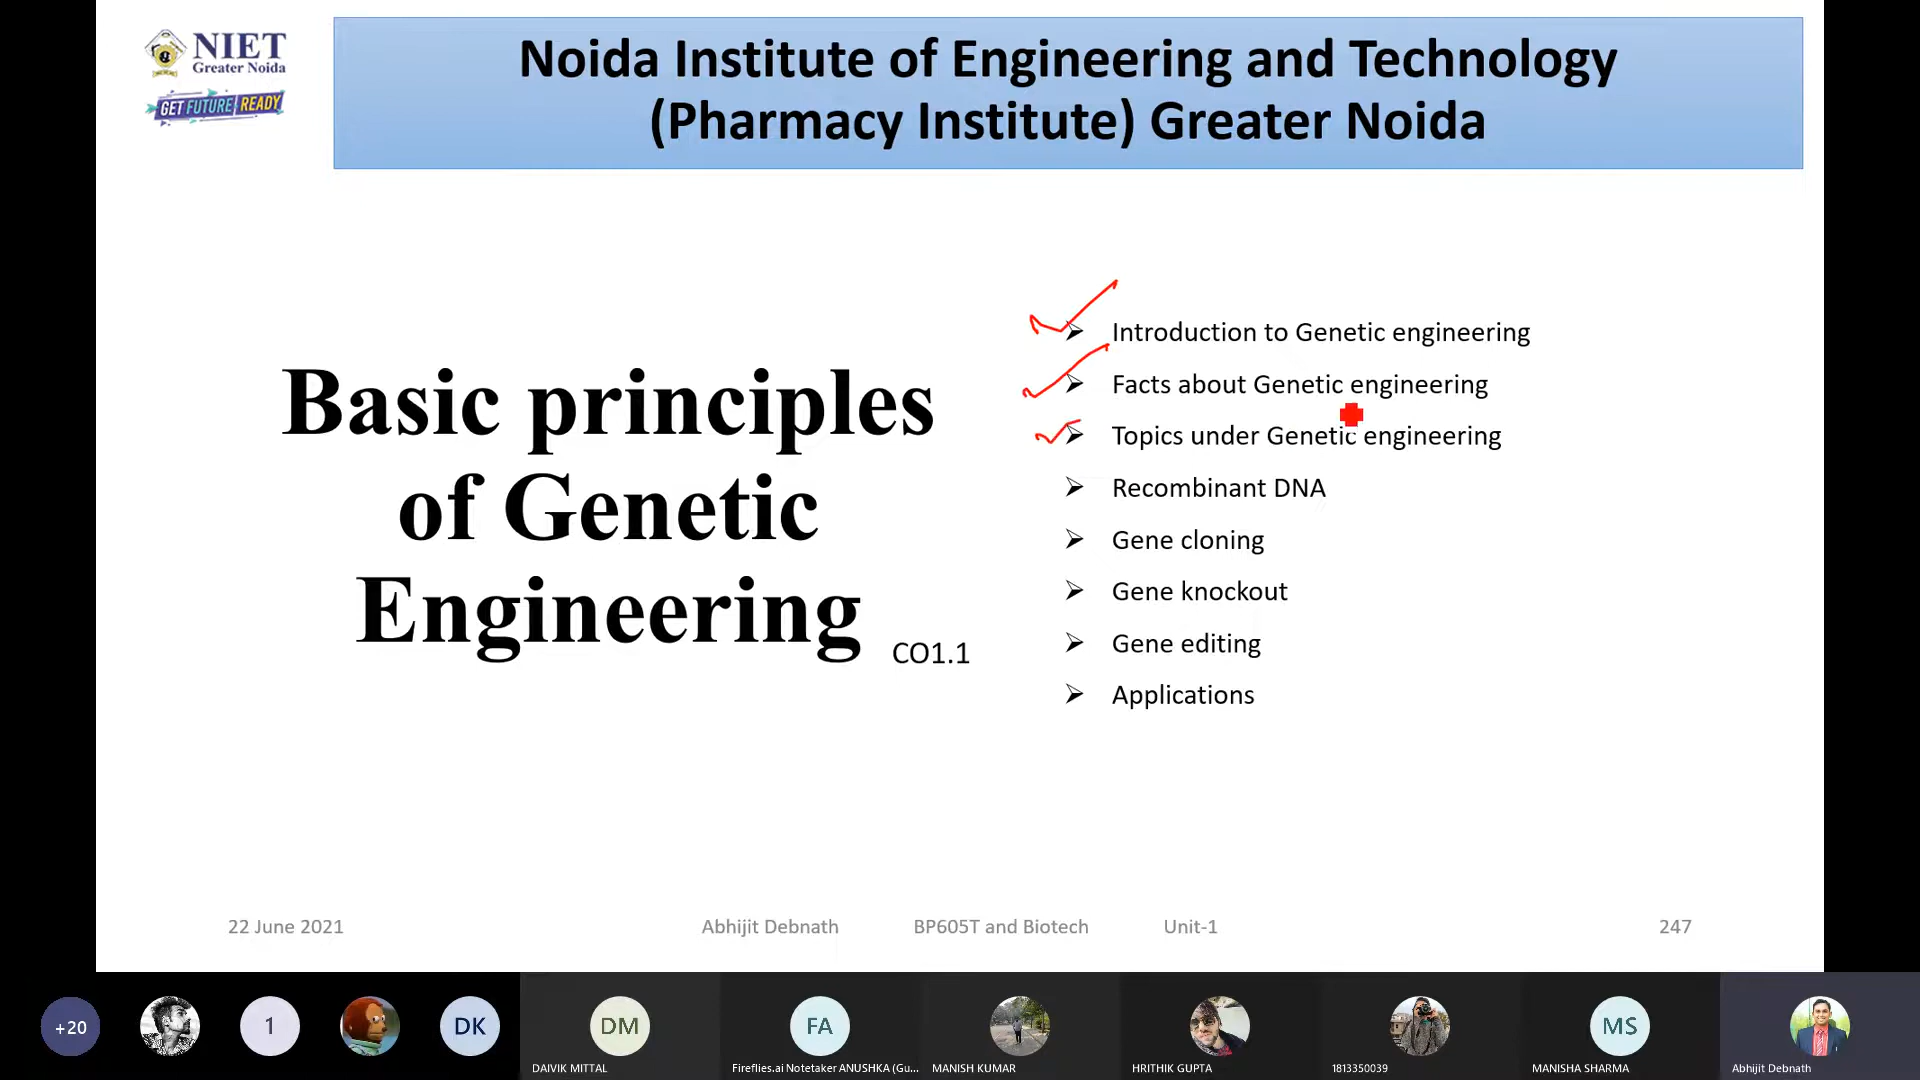 NIET
Greater Noida
GET FUTURE READY
Noida Institute of Engineering and Technology
(Pharmacy Institute) Greater Noida
Basic principles
of Genetic
Engineering
CO1.1
➢ Introduction to Genetic engineering
➢ Facts about Genetic engineering
➢ Topics under Genetic engineering
➢ Recombinant DNA
➢ Gene cloning
➢ Gene knockout
➢ Gene editing
➢ Applications
22 June 2021 Abhijit Debnath BP605T and Biotech Unit-1 247
+20 1 DK DM FA MS
DAIVIK MITTAL Fireflies.ai Notetaker ANUSHKA (Gu... MANISH KUMAR HRITHIK GUPTA 1813350039 MANISHA SHARMA Abhijit Debnath